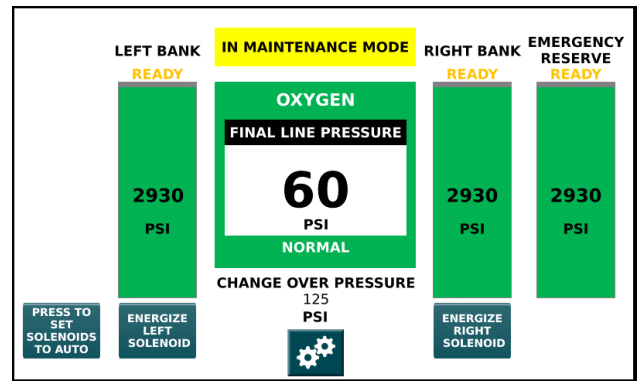 LEFT BANK
READY
2930
PSI
IN MAINTENANCE MODE
OXYGEN
FINAL LINE PRESSURE
60
PSI
NORMAL
CHANGE OVER PRESSURE
125
PSI
RIGHT BANK
READY
2930
PSI
EMERGENCY
RESERVE
READY
2930
PSI
PRESS TO
SET
SOLENOIDS
TO AUTO
ENERGIZE
LEFT
SOLENOID
ENERGIZE
RIGHT
SOLENOID